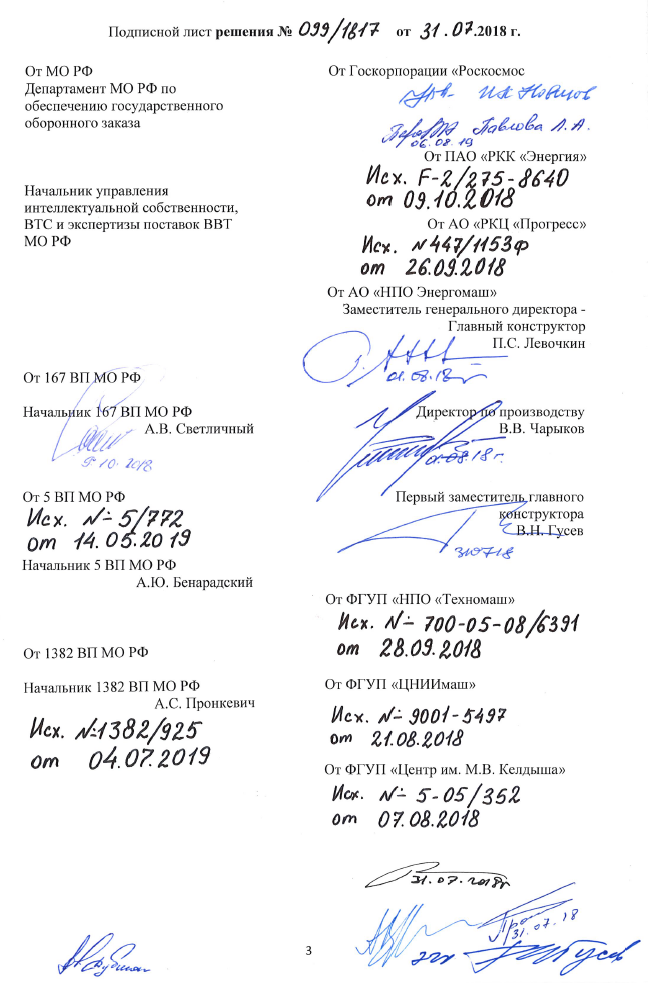 Подписной лист решения № 099/1817 от 31.07.2018 г.
От МО РФ
Департамент МО РФ по
обеспечению государственного
оборонного заказа
Начальник управления
интеллектуальной собственности,
ВТС и экспертизы поставок ВВТ
МО РФ
От 167 ВП МО РФ
Начальник 167 ВП МО РФ
А.В. Светличный
9.10.2018
От 5 ВП МО РФ
Исх. № 5/772
от 14.05.2019
Начальник 5 ВП МО РФ
А.Ю. Бенарадский
От 1382 ВП МО РФ
Начальник 1382 ВП МО РФ
А.С. Пронкевич
Исх. №1382/925
от 04.07.2019
От Госкорпорации «Роскосмос
Павлова Л.А.
06.08.19
От ПАО «РКК «Энергия»
Исх. F-2/275-8640
от 09.10.2018
От АО «РКЦ «Прогресс»
Исх. №447/1153ф
от 26.09.2018
От АО «НПО Энергомаш»
Заместитель генерального директора -
Главный конструктор
П.С. Левочкин
01.08.18г
Директор по производству
В.В. Чарыков
01.08.18г.
Первый заместитель главного
конструктора
В.Н. Гусев
310718
От ФГУП «НПО «Техномаш»
Исх. № 700-05-08/6391
от 28.09.2018
От ФГУП «ЦНИИмаш»
Исх. № 9001-5497
от 21.08.2018
От ФГУП «Центр им. М.В. Келдыша»
Исх. № 5-05/352
от 07.08.2018
31.07.2018г
31.07.18
3